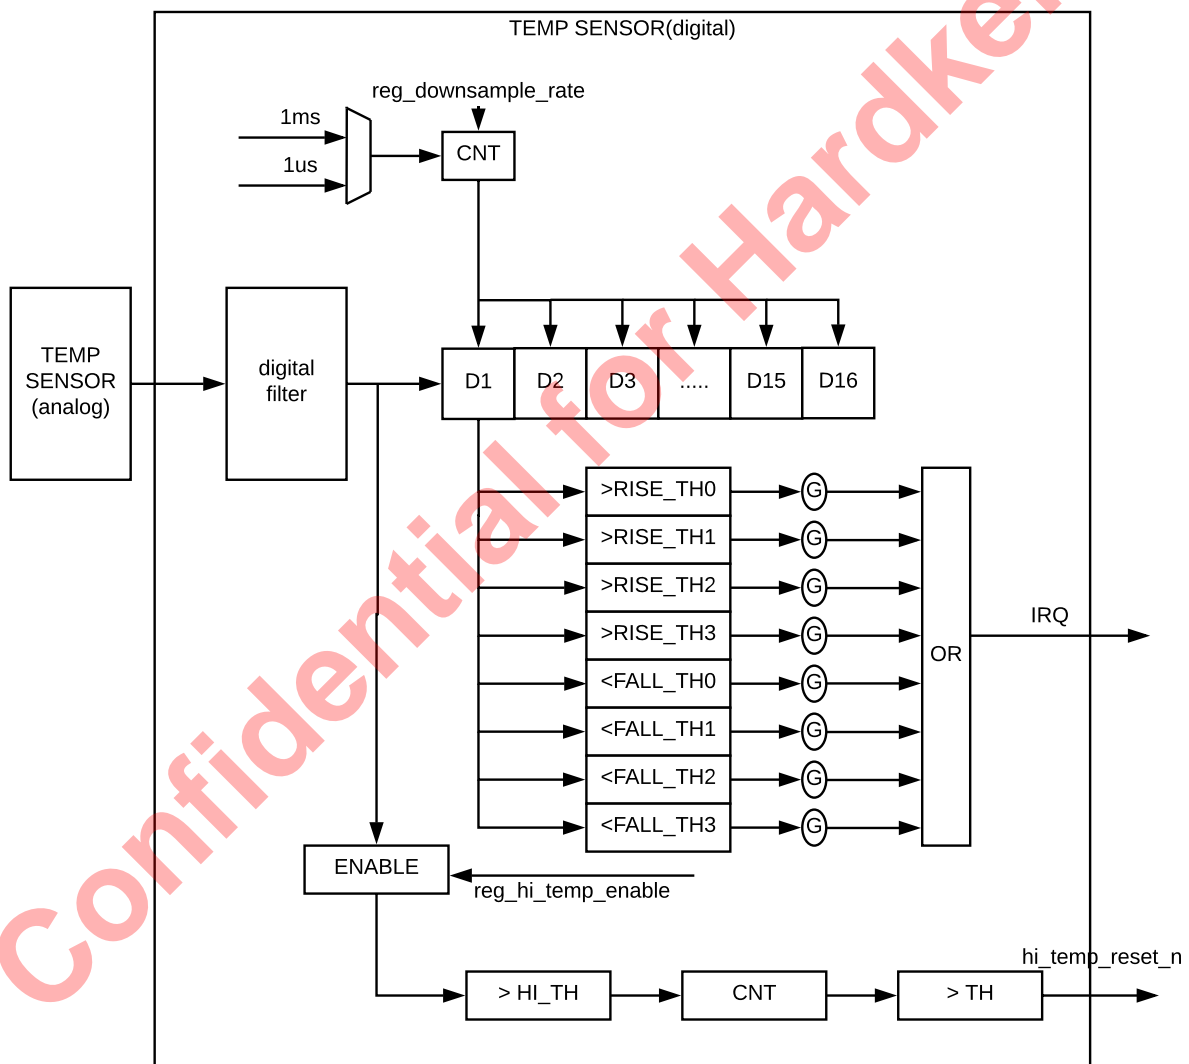 TEMP SENSOR(digital)
reg_downsample_rate
1ms
1us
CNT
TEMP
SENSOR
(analog)
digital
filter
D1 D2 D3 ..... D15 D16
>RISE_TH0 G
>RISE_TH1 G
>RISE_TH2 G
>RISE_TH3 G
<FALL_TH0 G
<FALL_TH1 G
<FALL_TH2 G
<FALL_TH3 G
OR
IRQ
ENABLE
reg_hi_temp_enable
hi_temp_reset_n
> HI_TH CNT > TH
Confidential for Hardker